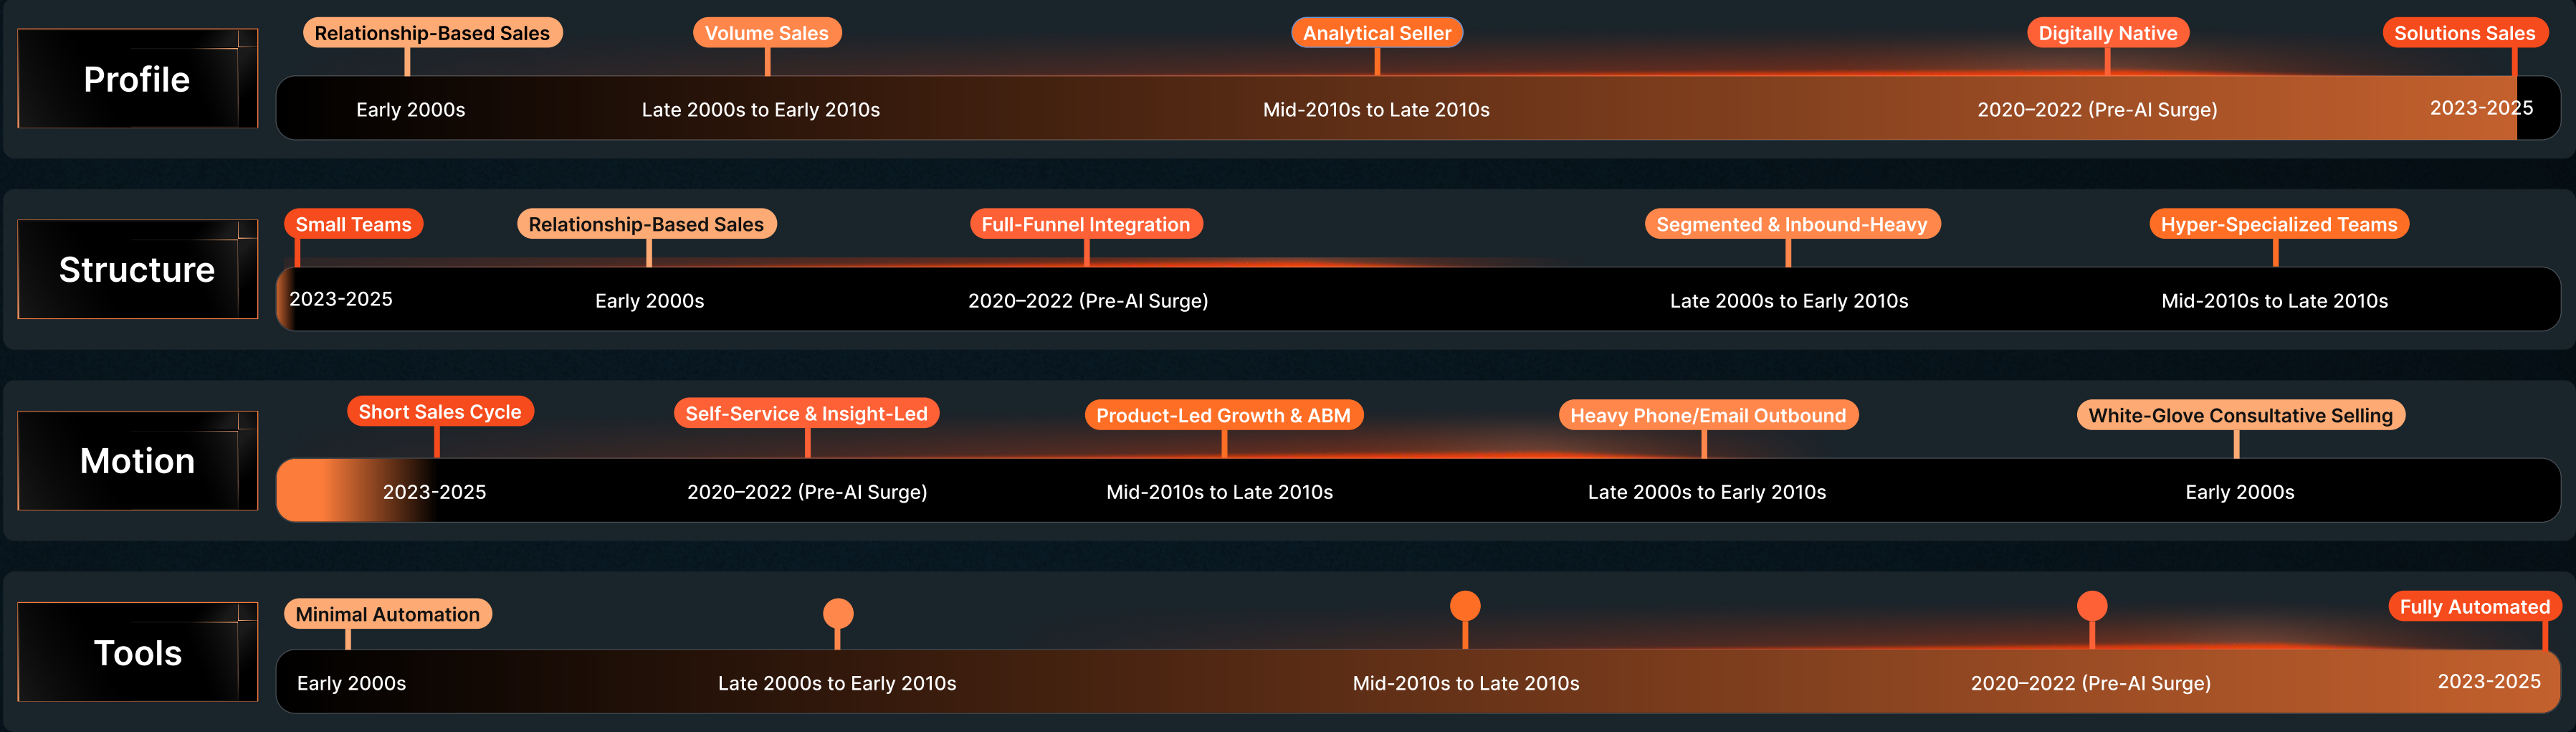 Profile
Relationship-Based Sales
Volume Sales
Analytical Seller
Digitally Native
Solutions Sales
Early 2000s
Late 2000s to Early 2010s
Mid-2010s to Late 2010s
2020–2022 (Pre-AI Surge)
2023-2025
Structure
Small Teams
Relationship-Based Sales
Full-Funnel Integration
Segmented & Inbound-Heavy
Hyper-Specialized Teams
2023-2025
Early 2000s
2020–2022 (Pre-AI Surge)
Late 2000s to Early 2010s
Mid-2010s to Late 2010s
Motion
Short Sales Cycle
Self-Service & Insight-Led
Product-Led Growth & ABM
Heavy Phone/Email Outbound
White-Glove Consultative Selling
2023-2025
2020–2022 (Pre-AI Surge)
Mid-2010s to Late 2010s
Late 2000s to Early 2010s
Early 2000s
Tools
Minimal Automation
Fully Automated
Early 2000s
Late 2000s to Early 2010s
Mid-2010s to Late 2010s
2020–2022 (Pre-AI Surge)
2023-2025